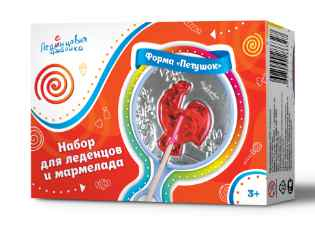 Леденцовая
фабрика
Форма «Петушок»
Набор
для леденцов
и мармелада
3+